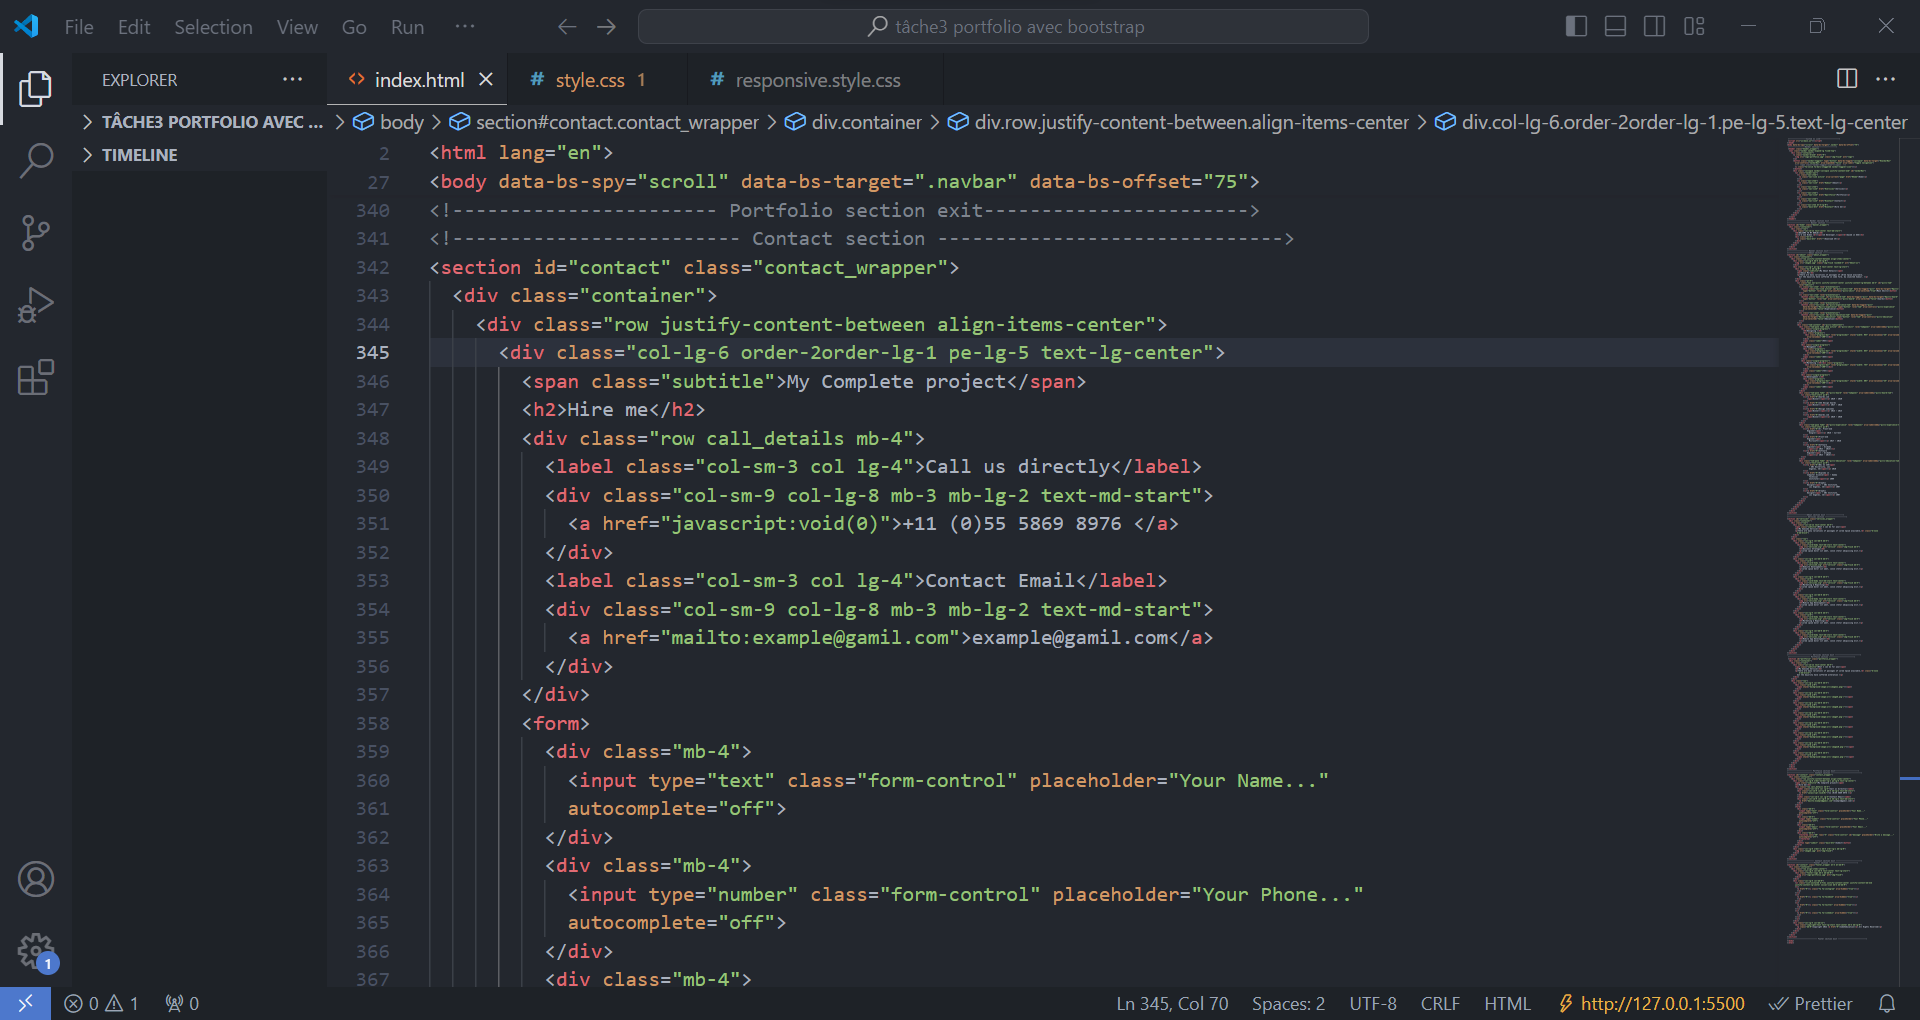 File Edit Selection View Go Run ···
tâche3 portfolio avec bootstrap
EXPLORER ···
index.html
# style.css 1
# responsive.style.css
TÂCHE3 PORTFOLIO AVEC ...
TIMELINE
body > section#contact.contact_wrapper > div.container > div.row.justify-content-between.align-items-center > div.col-lg-6.order-2order-lg-1.pe-lg-5.text-lg-center
2 <html lang="en">
27 <body data-bs-spy="scroll" data-bs-target=".navbar" data-bs-offset="75">
340 <!----------------------- Portfolio section exit----------------------->
341 <!------------------------- Contact section ------------------------------>
342 <section id="contact" class="contact_wrapper">
343 <div class="container">
344 <div class="row justify-content-between align-items-center">
345 <div class="col-lg-6 order-2order-lg-1 pe-lg-5 text-lg-center">
346 <span class="subtitle">My Complete project</span>
347 <h2>Hire me</h2>
348 <div class="row call_details mb-4">
349 <label class="col-sm-3 col lg-4">Call us directly</label>
350 <div class="col-sm-9 col-lg-8 mb-3 mb-lg-2 text-md-start">
351 <a href="javascript:void(0)">+11 (0)55 5869 8976 </a>
352 </div>
353 <label class="col-sm-3 col lg-4">Contact Email</label>
354 <div class="col-sm-9 col-lg-8 mb-3 mb-lg-2 text-md-start">
355 <a href="mailto:example@gamil.com">example@gamil.com</a>
356 </div>
357 </div>
358 <form>
359 <div class="mb-4">
360 <input type="text" class="form-control" placeholder="Your Name..."
361 autocomplete="off">
362 </div>
363 <div class="mb-4">
364 <input type="number" class="form-control" placeholder="Your Phone..."
365 autocomplete="off">
366 </div>
367 <div class="mb-4">
1
0 1 0
Ln 345, Col 70 Spaces: 2 UTF-8 CRLF HTML http://127.0.0.1:5500 Prettier